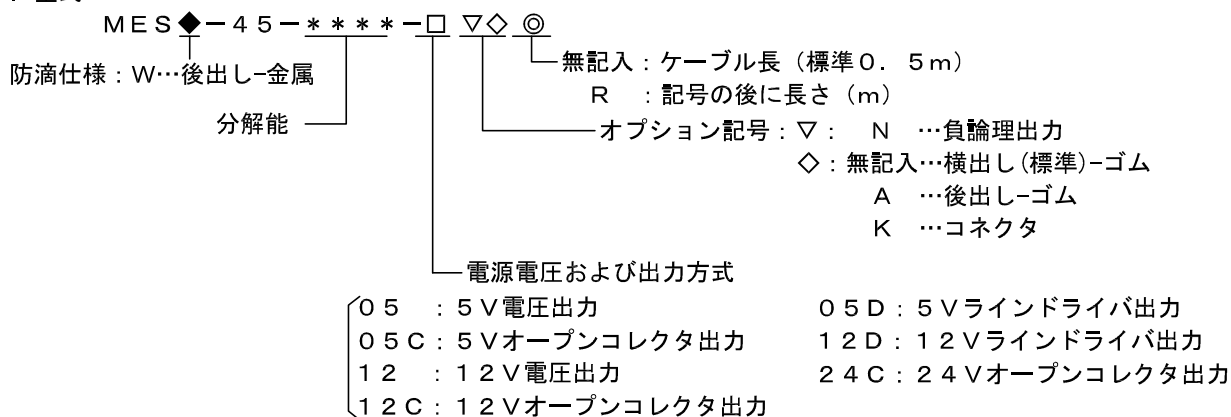 MES◆-45-****-□ ▽◇ ◎
防滴仕様:W…後出し-金属
無記入:ケーブル長(標準0.5m)
R :記号の後に長さ(m)
分解能
オプション記号:▽: N …負論理出力
◇:無記入…横出し(標準)-ゴム
A …後出し-ゴム
K …コネクタ
電源電圧および出力方式
05 :5V電圧出力 05D:5Vラインドライバ出力
05C:5Vオープンコレクタ出力 12D:12Vラインドライバ出力
12 :12V電圧出力 24C:24Vオープンコレクタ出力
12C:12Vオープンコレクタ出力